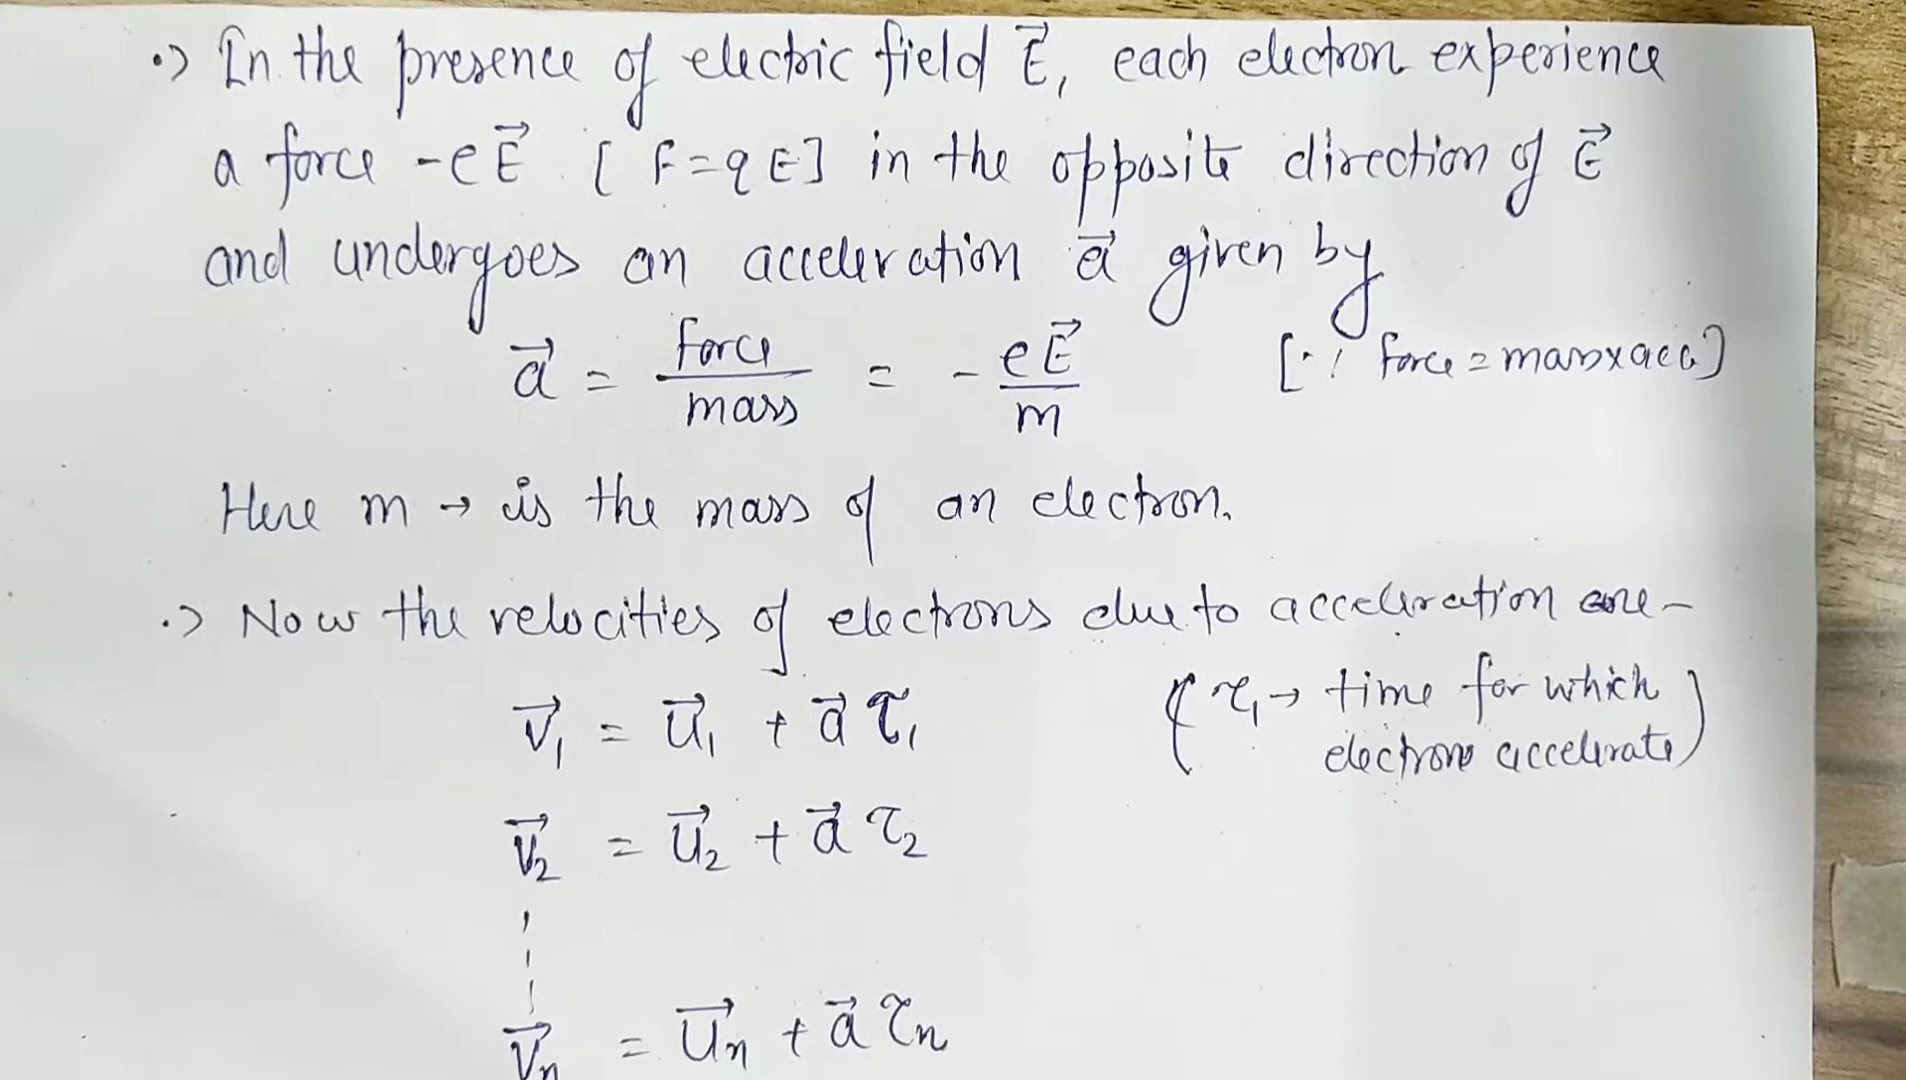 ·> In the presence of electric field E⃗, each electron experience
a force -eE⃗ [F=qE] in the opposite direction of E⃗
and undergoes an acceleration a⃗ given by
a⃗ = force/mass = - eE⃗/m [∵ force = mass x acc]
Here m → is the mass of an electron.
·> Now the velocities of electrons due to acceleration are -
v⃗₁ = u⃗₁ + a⃗ τ₁ (τ₁ → time for which
electrons accelerate)
v⃗₂ = u⃗₂ + a⃗ τ₂
v⃗n = u⃗n + a⃗ τn